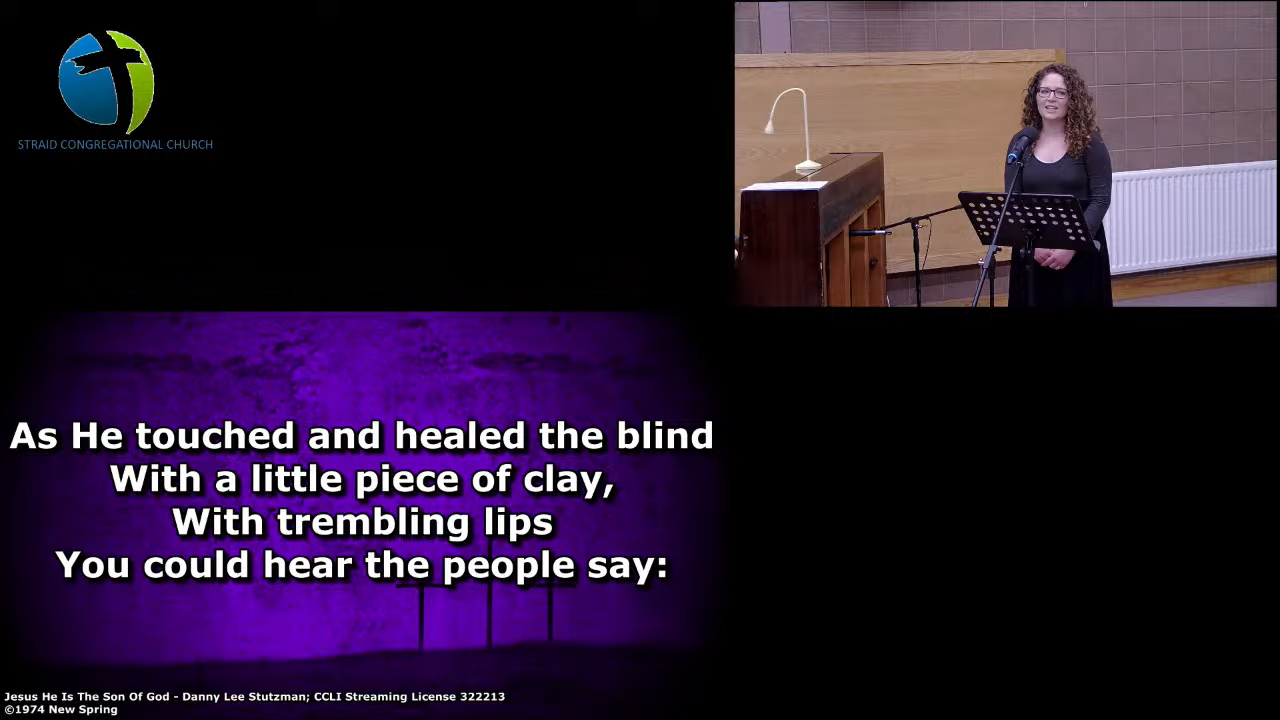 STRAID CONGREGATIONAL CHURCH
As He touched and healed the blind
With a little piece of clay,
With trembling lips
You could hear the people say:
Jesus He Is The Son Of God - Danny Lee Stutzman; CCLI Streaming License 322213
©1974 New Spring